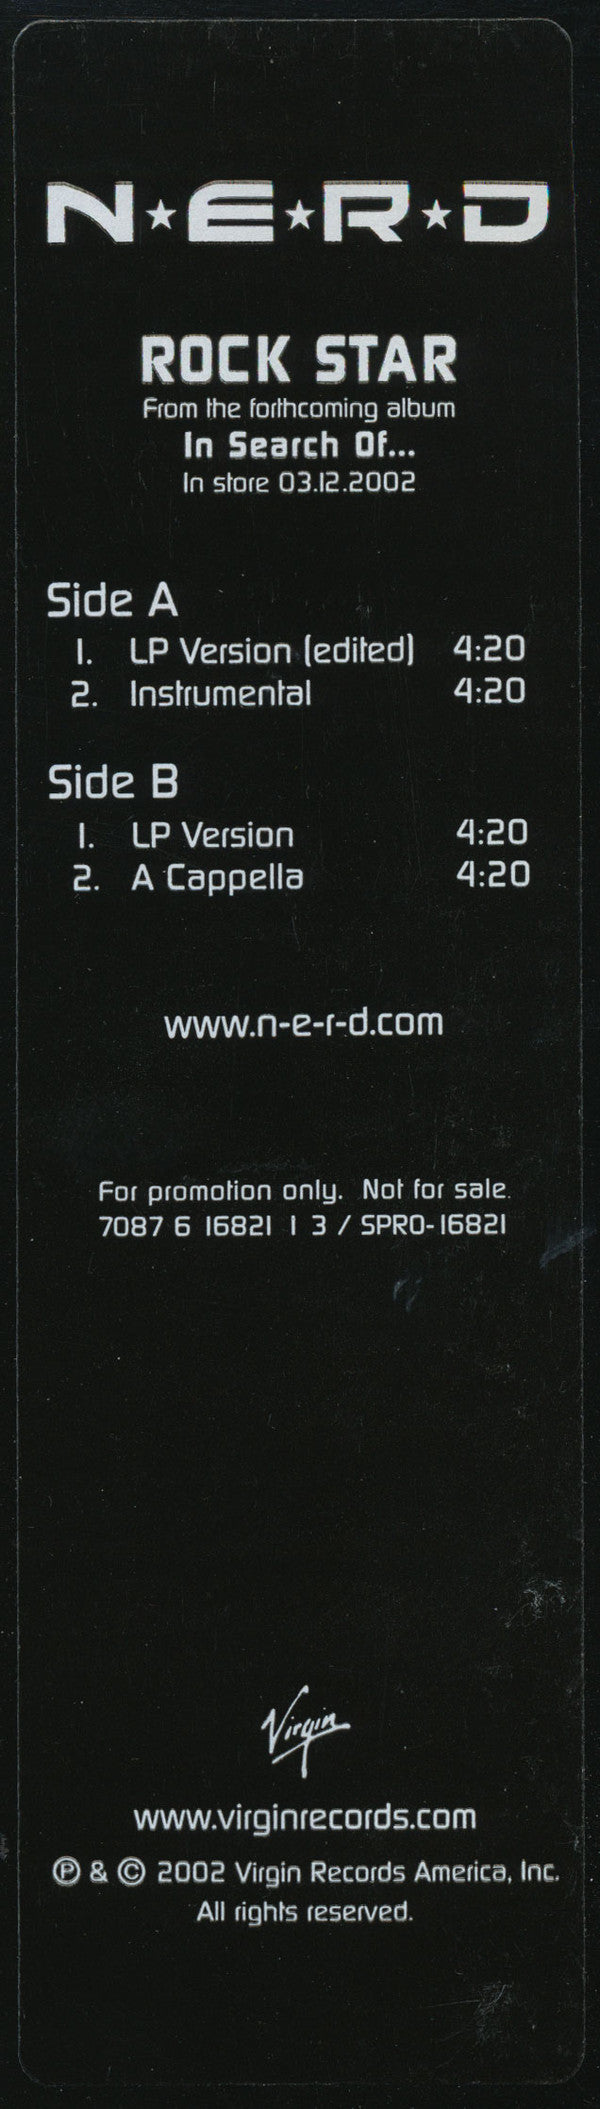 N★E★R★D
ROCK STAR
From the forthcoming album
In Search Of...
In store 03.12.2002
Side A
1. LP Version (edited) 4:20
2. Instrumental 4:20
Side B
1. LP Version 4:20
2. A Cappella 4:20
www.n-e-r-d.com
For promotion only. Not for sale.
7087 6 16821 1 3 / SPRO-16821
Virgin
www.virginrecords.com
℗ & © 2002 Virgin Records America, Inc.
All rights reserved.